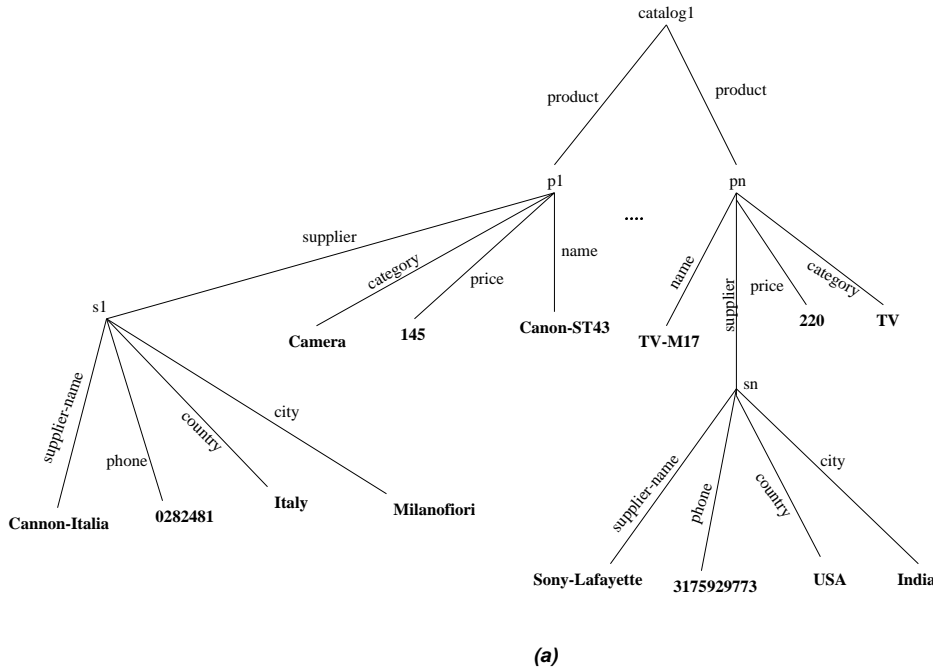 catalog1
product
product
p1
pn
....
supplier
category
price
name
name
supplier
price
category
s1
Camera
145
Canon-ST43
TV-M17
220
TV
sn
supplier-name
phone
country
city
supplier-name
phone
country
city
Cannon-Italia
0282481
Italy
Milanofiori
Sony-Lafayette
3175929773
USA
India
(a)